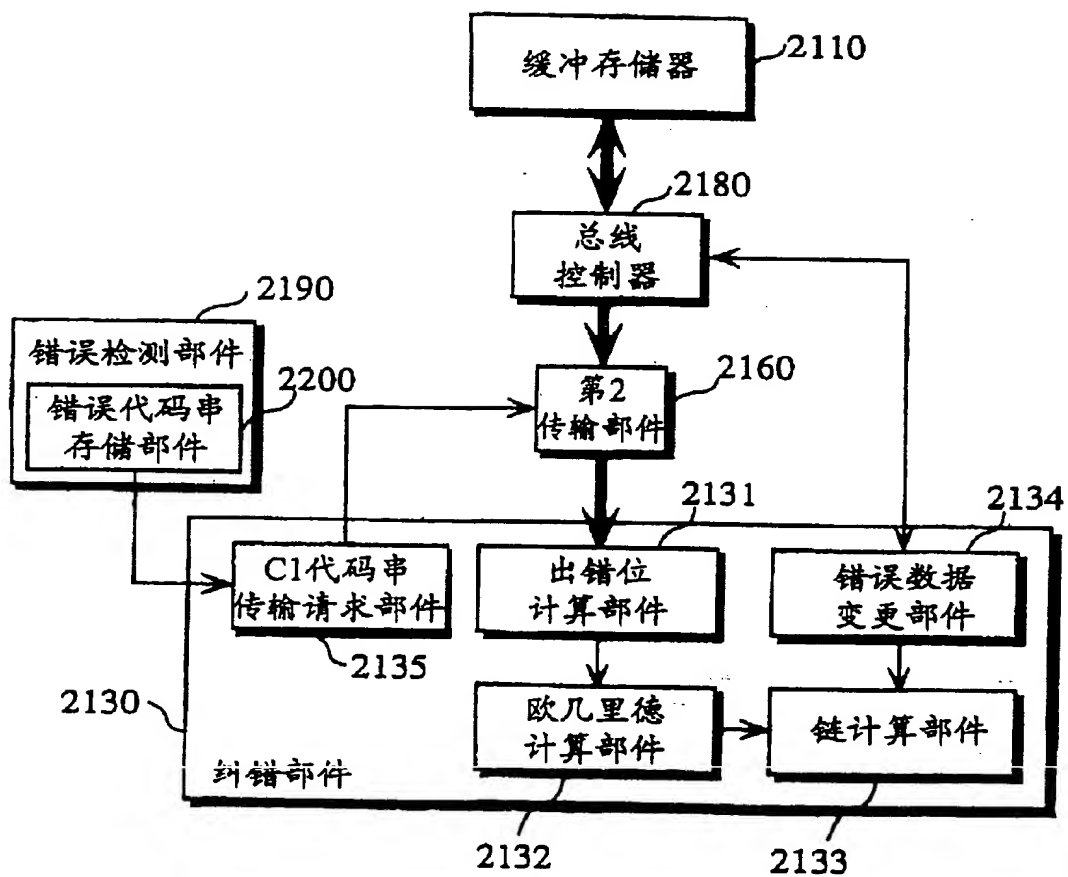 缓冲存储器
2110
2180
总线
控制器
2190
错误检测部件
2200
错误代码串
存储部件
第2
传输部件
2160
2131
2134
C1代码串
传输请求部件
出错位
计算部件
错误数据
变更部件
2135
2130
欧几里德
计算部件
链计算部件
纠错部件
2132
2133